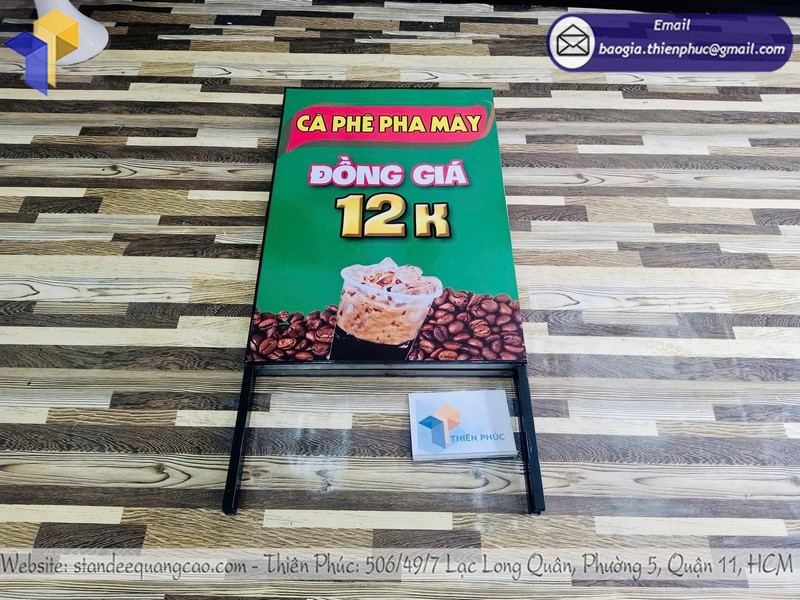 Email
baogia.thienphuc@gmail.com
CÀ PHÊ PHA MÁY
ĐỒNG GIÁ
12K
THIÊN PHÚC
Website: standeequangcao.com - Thiên Phúc: 506/49/7 Lạc Long Quân, Phường 5, Quận 11, HCM